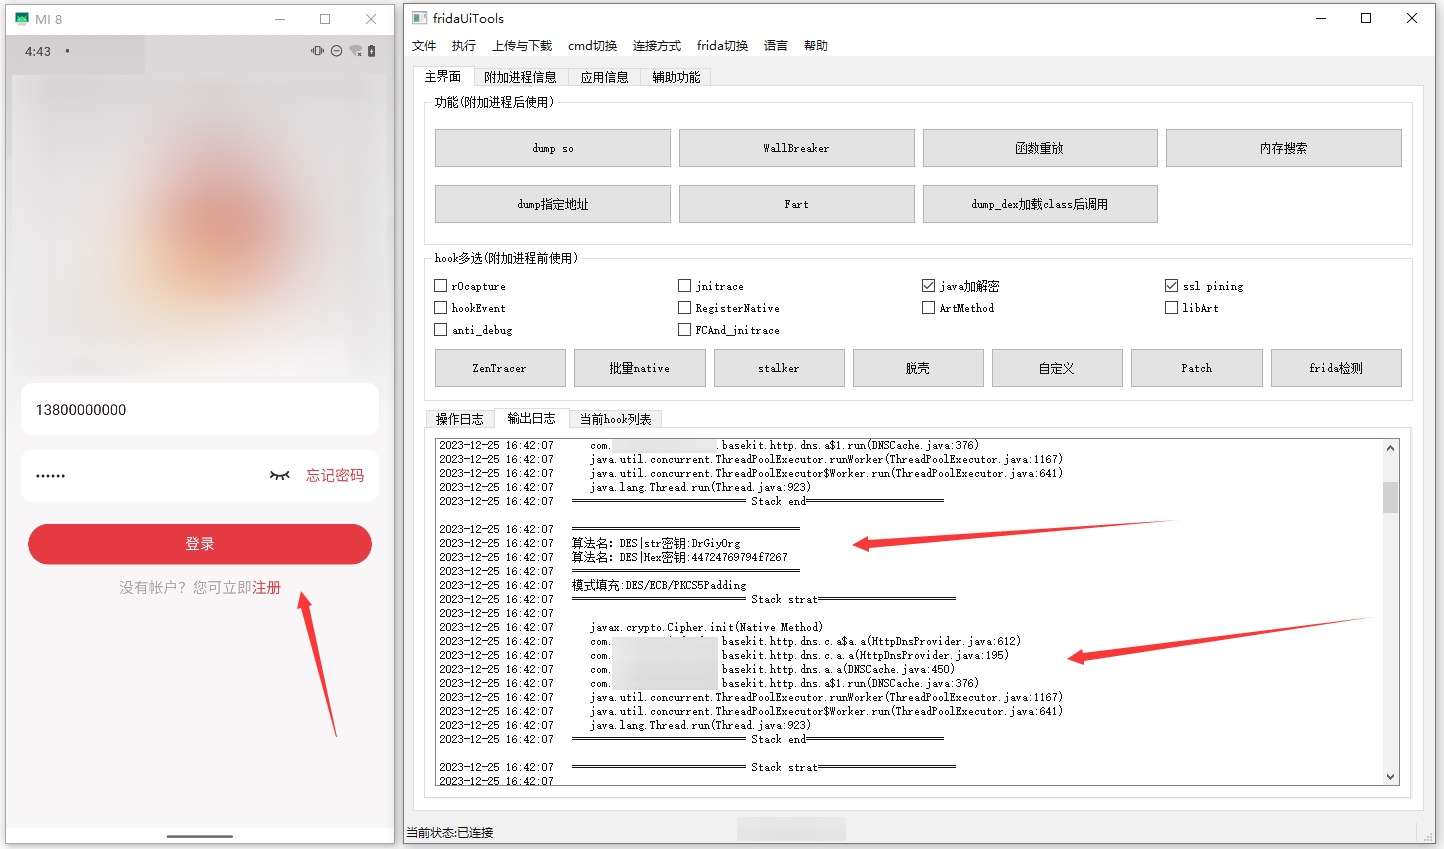 MI 8
4:43
13800000000
••••••
忘记密码
登录
没有帐户？您可立即注册
fridaUiTools
文件 执行 上传与下载 cmd切换 连接方式 frida切换 语言 帮助
主界面 附加进程信息 应用信息 辅助功能
功能(附加进程后使用)
dump so WallBreaker 函数重放 内存搜索
dump指定地址 Fart dump_dex加载class后调用
hook多选(附加进程前使用)
r0capture jnitrace java加解密 ssl pining
hookEvent RegisterNative ArtMethod libArt
anti_debug FCAnd_jnitrace
ZenTracer 批量native stalker 脱壳 自定义 Patch frida检测
操作日志 输出日志 当前hook列表
2023-12-25 16:42:07 com. .basekit.http.dns.a$1.run(DNSCache.java:376)
2023-12-25 16:42:07 java.util.concurrent.ThreadPoolExecutor.runWorker(ThreadPoolExecutor.java:1167)
2023-12-25 16:42:07 java.util.concurrent.ThreadPoolExecutor$Worker.run(ThreadPoolExecutor.java:641)
2023-12-25 16:42:07 java.lang.Thread.run(Thread.java:923)
2023-12-25 16:42:07 ============================= Stack end=======================
2023-12-25 16:42:07 ======================================
2023-12-25 16:42:07 算法名：DES|str密钥:DrGiyOrg
2023-12-25 16:42:07 算法名：DES|Hex密钥:44724769794f7267
2023-12-25 16:42:07 ======================================
2023-12-25 16:42:07 模式填充:DES/ECB/PKCS5Padding
2023-12-25 16:42:07 ============================= Stack strat=======================
2023-12-25 16:42:07
2023-12-25 16:42:07 javax.crypto.Cipher.init(Native Method)
2023-12-25 16:42:07 com. basekit.http.dns.c.a$a.a(HttpDnsProvider.java:612)
2023-12-25 16:42:07 com. basekit.http.dns.c.a.a(HttpDnsProvider.java:195)
2023-12-25 16:42:07 com. basekit.http.dns.a.a(DNSCache.java:450)
2023-12-25 16:42:07 com. basekit.http.dns.a$1.run(DNSCache.java:376)
2023-12-25 16:42:07 java.util.concurrent.ThreadPoolExecutor.runWorker(ThreadPoolExecutor.java:1167)
2023-12-25 16:42:07 java.util.concurrent.ThreadPoolExecutor$Worker.run(ThreadPoolExecutor.java:641)
2023-12-25 16:42:07 java.lang.Thread.run(Thread.java:923)
2023-12-25 16:42:07 ============================= Stack end=======================
2023-12-25 16:42:07 ============================= Stack strat=======================
2023-12-25 16:42:07
当前状态:已连接